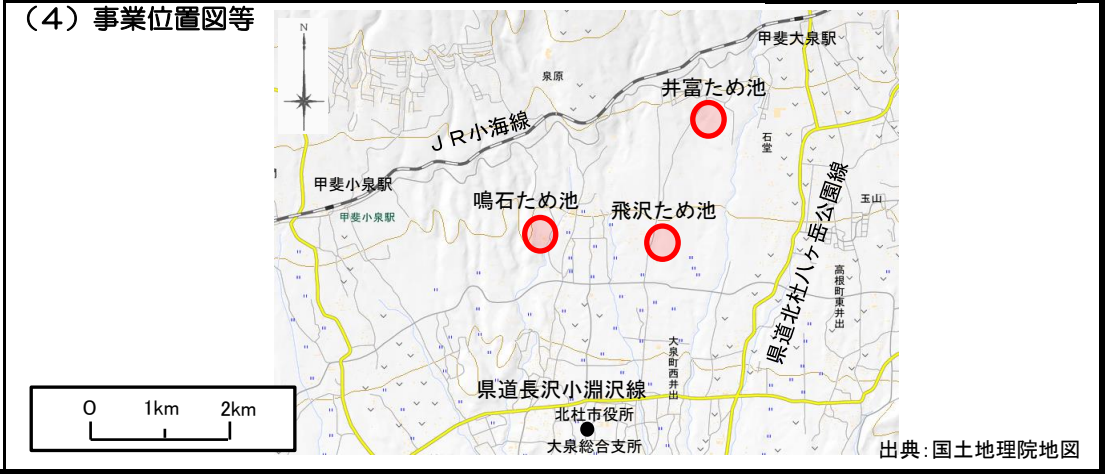 （４）事業位置図等
N
甲斐大泉駅
泉原
井富ため池
ＪＲ小海線
石堂
甲斐小泉駅
甲斐小泉駅
鳴石ため池
飛沢ため池
玉山
県道北杜八ヶ岳公園線
高根町東井出
大泉町西井出
県道長沢小淵沢線
北杜市役所
大泉総合支所
0 1km 2km
出典：国土地理院地図